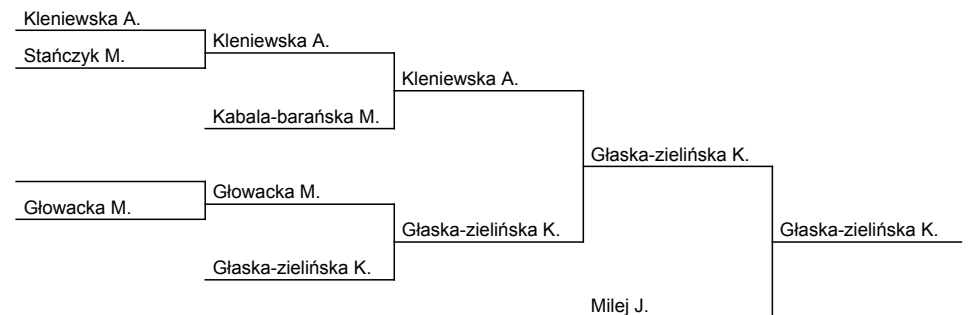 Kleniewska A.
Stańczyk M.
Kleniewska A.
Kabala-barańska M.
Kleniewska A.
Głowacka M.
Głowacka M.
Głaska-zielińska K.
Głaska-zielińska K.
Głaska-zielińska K.
Milej J.
Głaska-zielińska K.